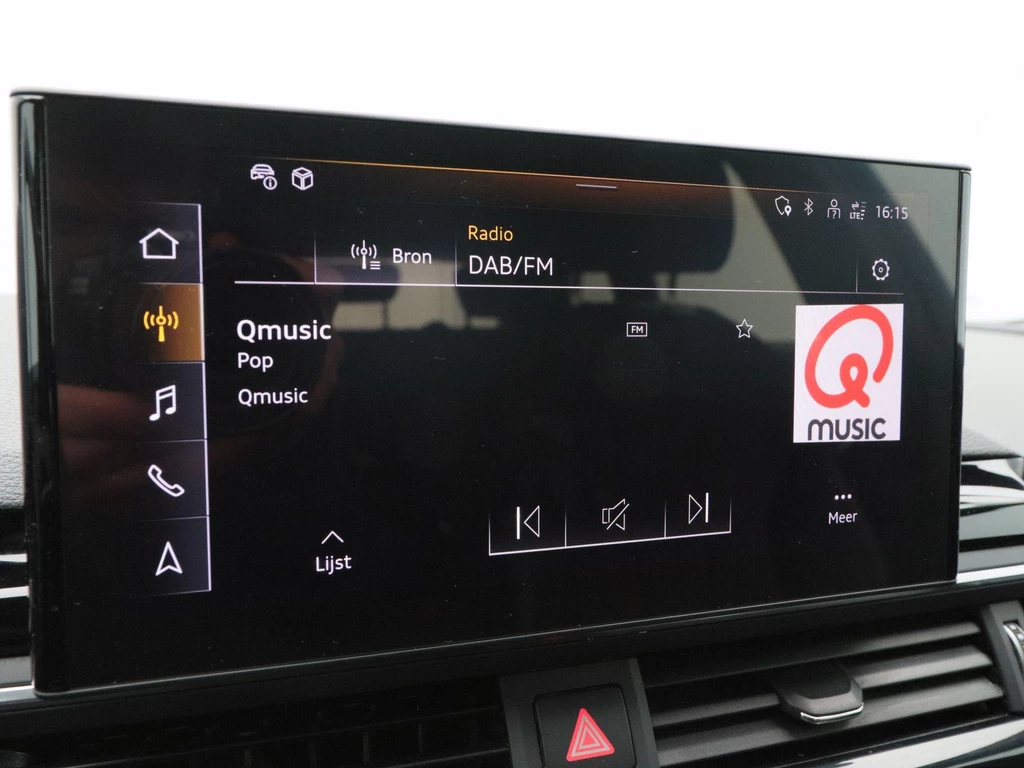 LTE
16:15
Bron
Radio
DAB/FM
Qmusic
FM
Pop
Qmusic
Q
MUSIC
Lijst
Meer